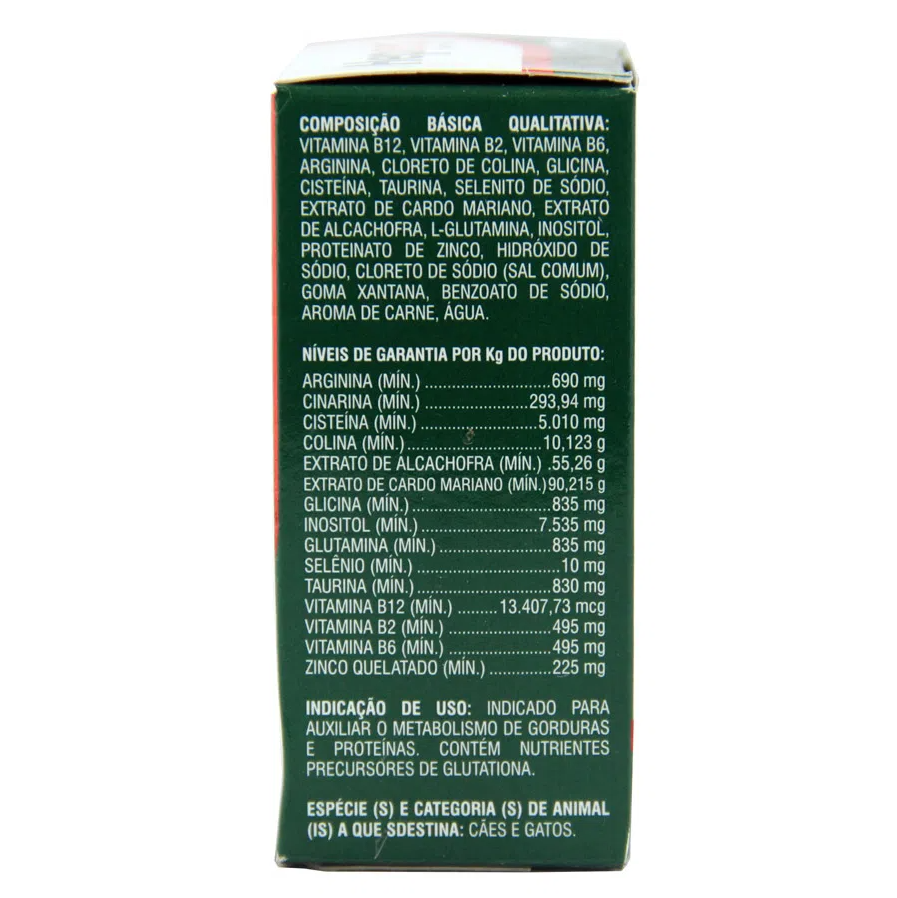 COMPOSIÇÃO BÁSICA QUALITATIVA:
VITAMINA B12, VITAMINA B2, VITAMINA B6,
ARGININA, CLORETO DE COLINA, GLICINA,
CISTEÍNA, TAURINA, SELENITO DE SÓDIO,
EXTRATO DE CARDO MARIANO, EXTRATO
DE ALCACHOFRA, L-GLUTAMINA, INOSITOL,
PROTEINATO DE ZINCO, HIDRÓXIDO DE
SÓDIO, CLORETO DE SÓDIO (SAL COMUM),
GOMA XANTANA, BENZOATO DE SÓDIO,
AROMA DE CARNE, ÁGUA.
NÍVEIS DE GARANTIA POR Kg DO PRODUTO:
ARGININA (MÍN.) ..............................690 mg
CINARINA (MÍN.) .........................293,94 mg
CISTEÍNA (MÍN.) ...........................5.010 mg
COLINA (MÍN.) ..............................10,123 g
EXTRATO DE ALCACHOFRA (MÍN.) .55,26 g
EXTRATO DE CARDO MARIANO (MÍN.)90,215 g
GLICINA (MÍN.) ................................835 mg
INOSITOL (MÍN.) ...........................7.535 mg
GLUTAMINA (MÍN.) ..........................835 mg
SELÊNIO (MÍN.) .................................10 mg
TAURINA (MÍN.) ...............................830 mg
VITAMINA B12 (MÍN.) .........13.407,73 mcg
VITAMINA B2 (MÍN.) ........................495 mg
VITAMINA B6 (MÍN.) ........................495 mg
ZINCO QUELATADO (MÍN.) ..............225 mg
INDICAÇÃO DE USO: INDICADO PARA
AUXILIAR O METABOLISMO DE GORDURAS
E PROTEÍNAS. CONTÉM NUTRIENTES
PRECURSORES DE GLUTATIONA.
ESPÉCIE (S) E CATEGORIA (S) DE ANIMAL
(IS) A QUE SDESTINA: CÃES E GATOS.